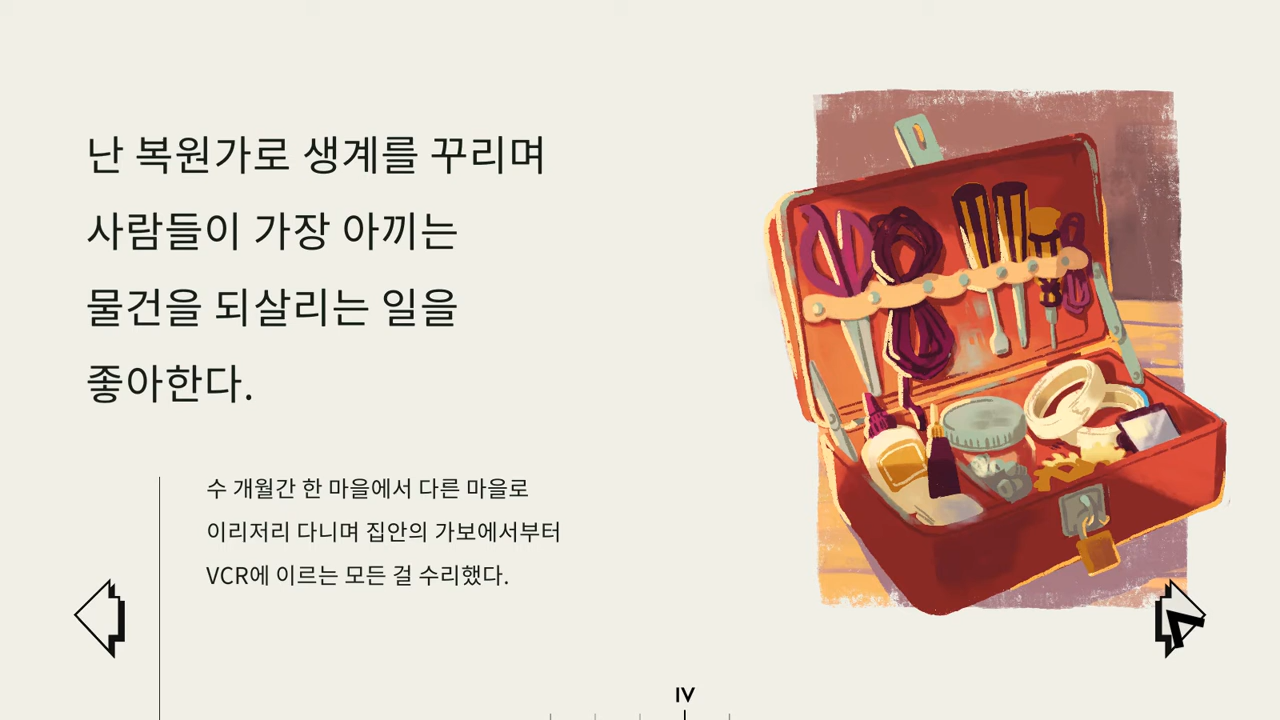 난 복원가로 생계를 꾸리며
사람들이 가장 아끼는
물건을 되살리는 일을
좋아한다.
수 개월간 한 마을에서 다른 마을로
이리저리 다니며 집안의 가보에서부터
VCR에 이르는 모든 걸 수리했다.
IV